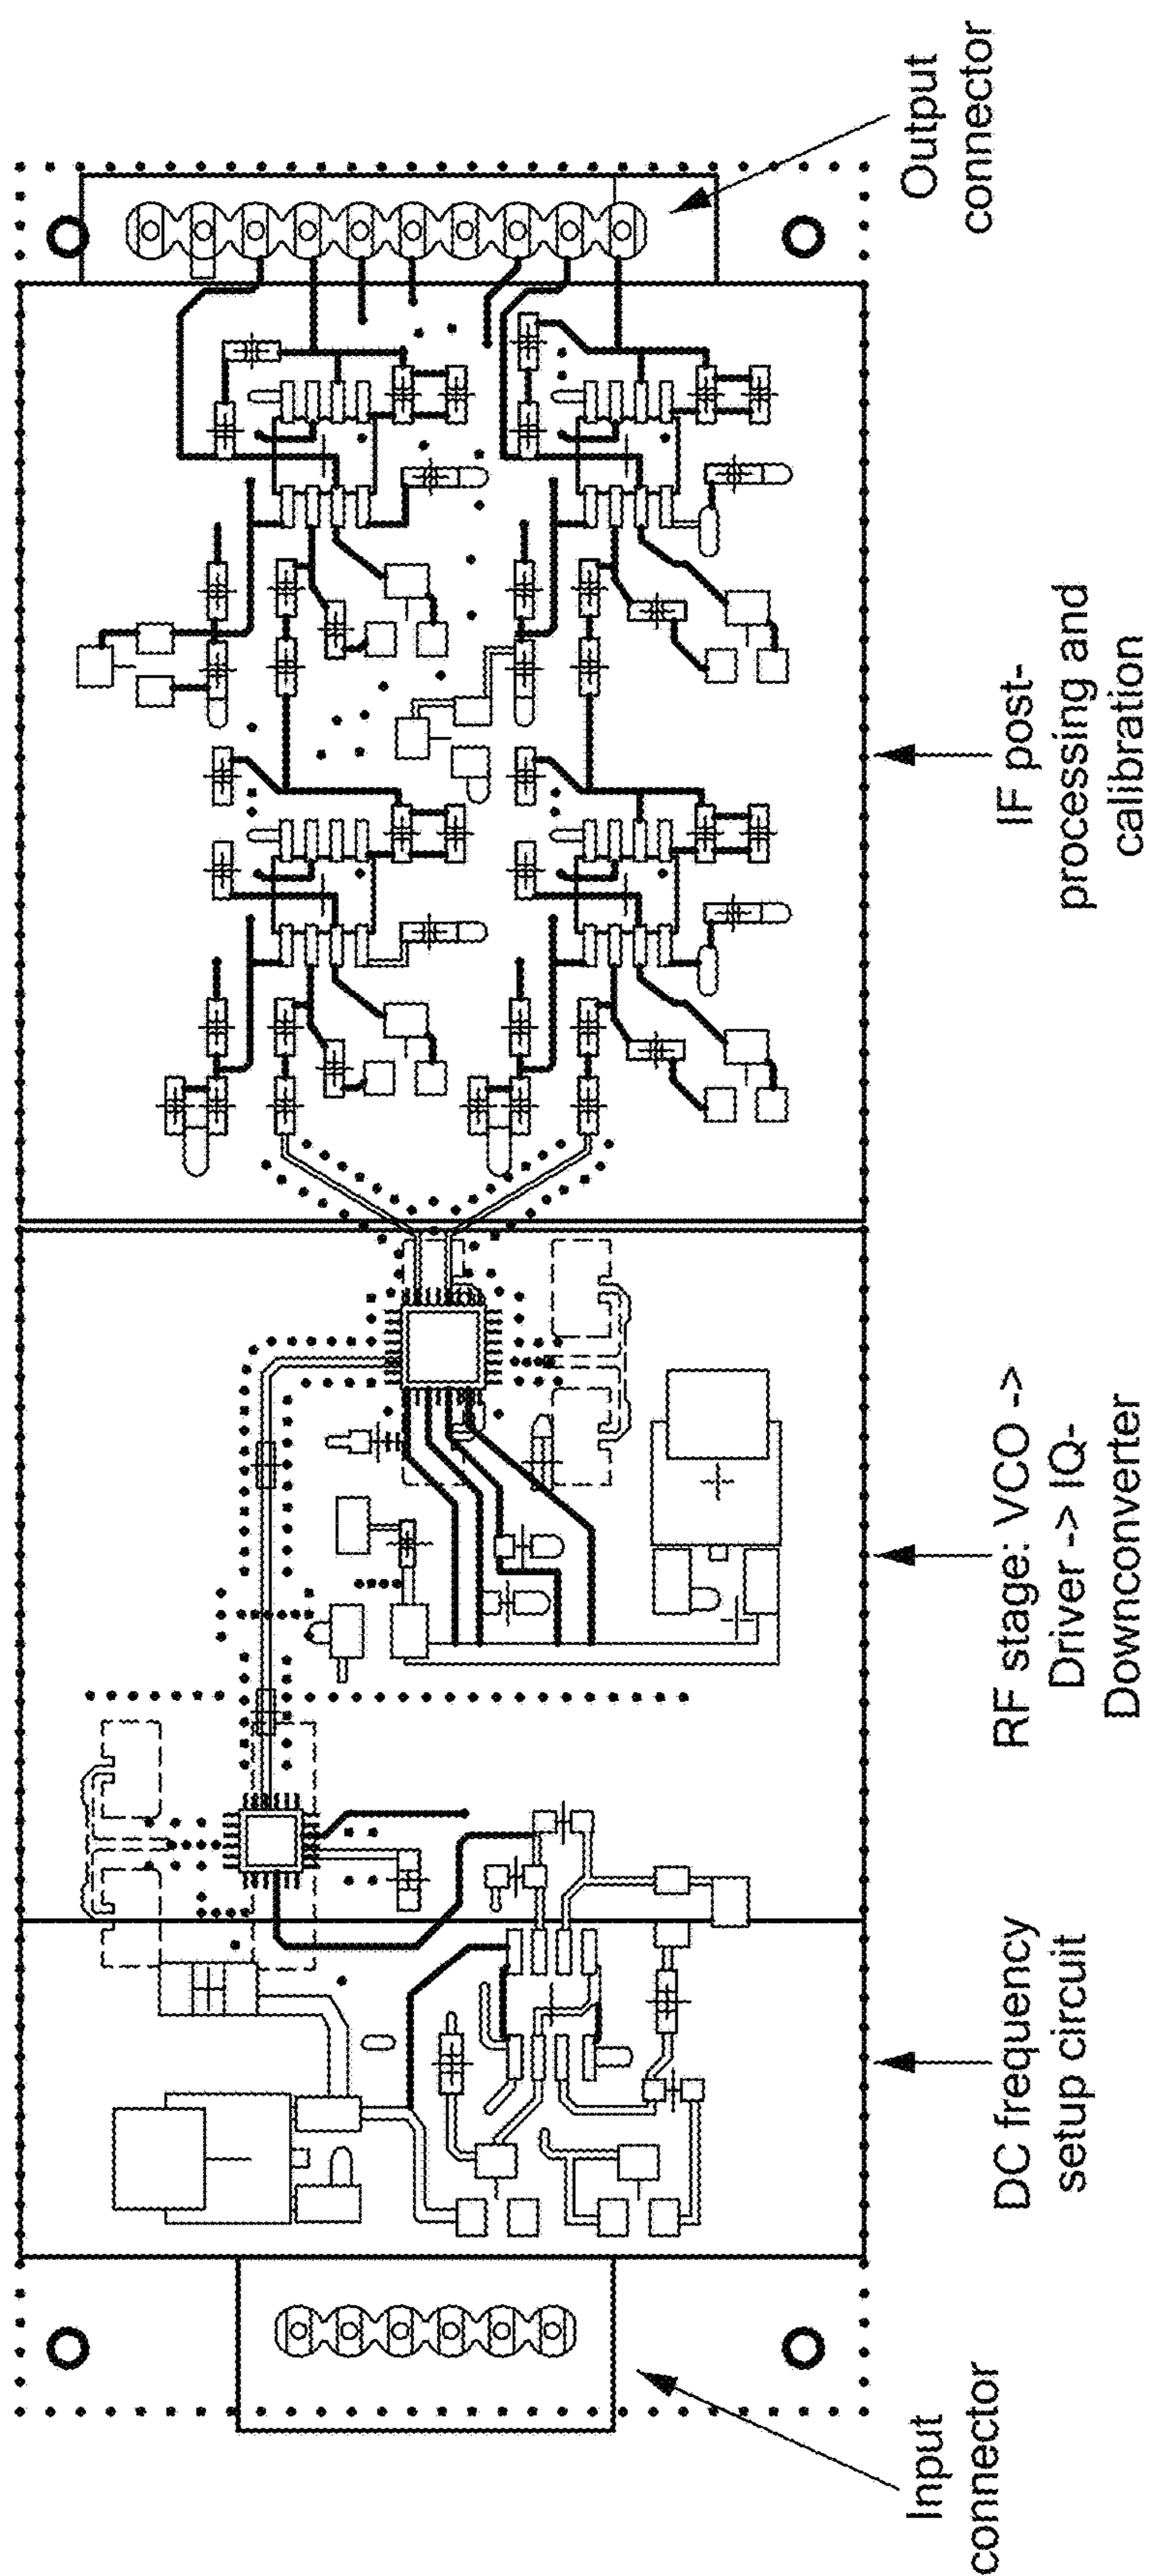 Input
connector
DC frequency
setup circuit
RF stage: VCO ->
Driver -> IQ-
Downconverter
IF post-
processing and
calibration
Output
connector